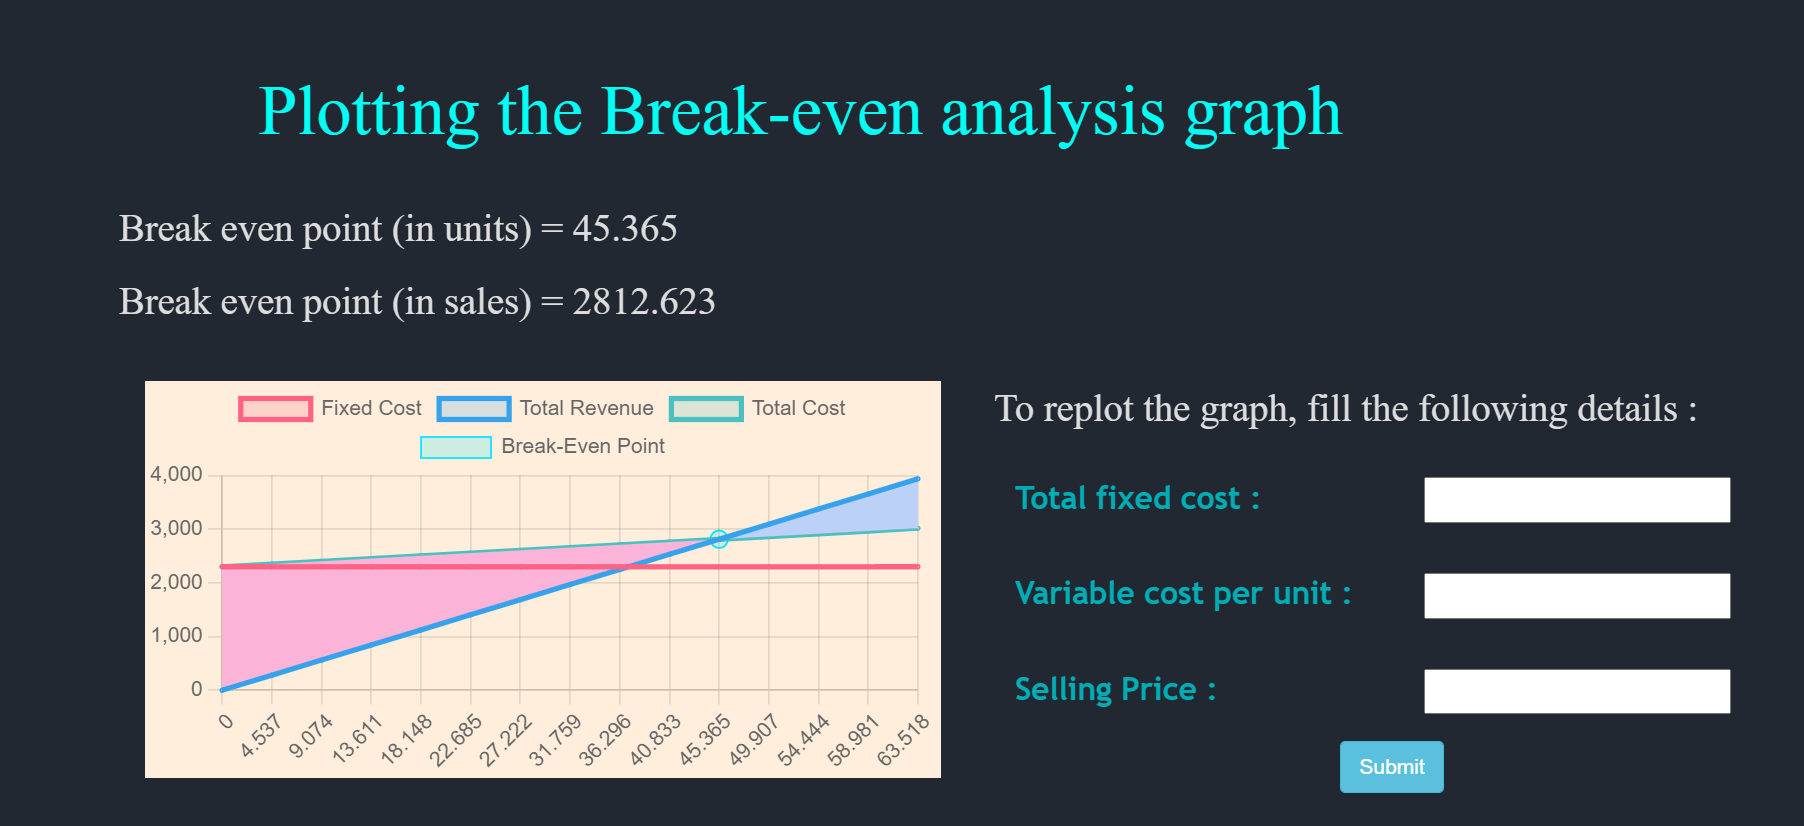 Plotting the Break-even analysis graph
Break even point (in units) = 45.365
Break even point (in sales) = 2812.623
Fixed Cost Total Revenue Total Cost
Break-Even Point
4,000
3,000
2,000
1,000
0
0 4.537 9.074 13.611 18.148 22.685 27.222 31.759 36.296 40.833 45.365 49.907 54.444 58.981 63.518
To replot the graph, fill the following details :
Total fixed cost :
Variable cost per unit :
Selling Price :
Submit